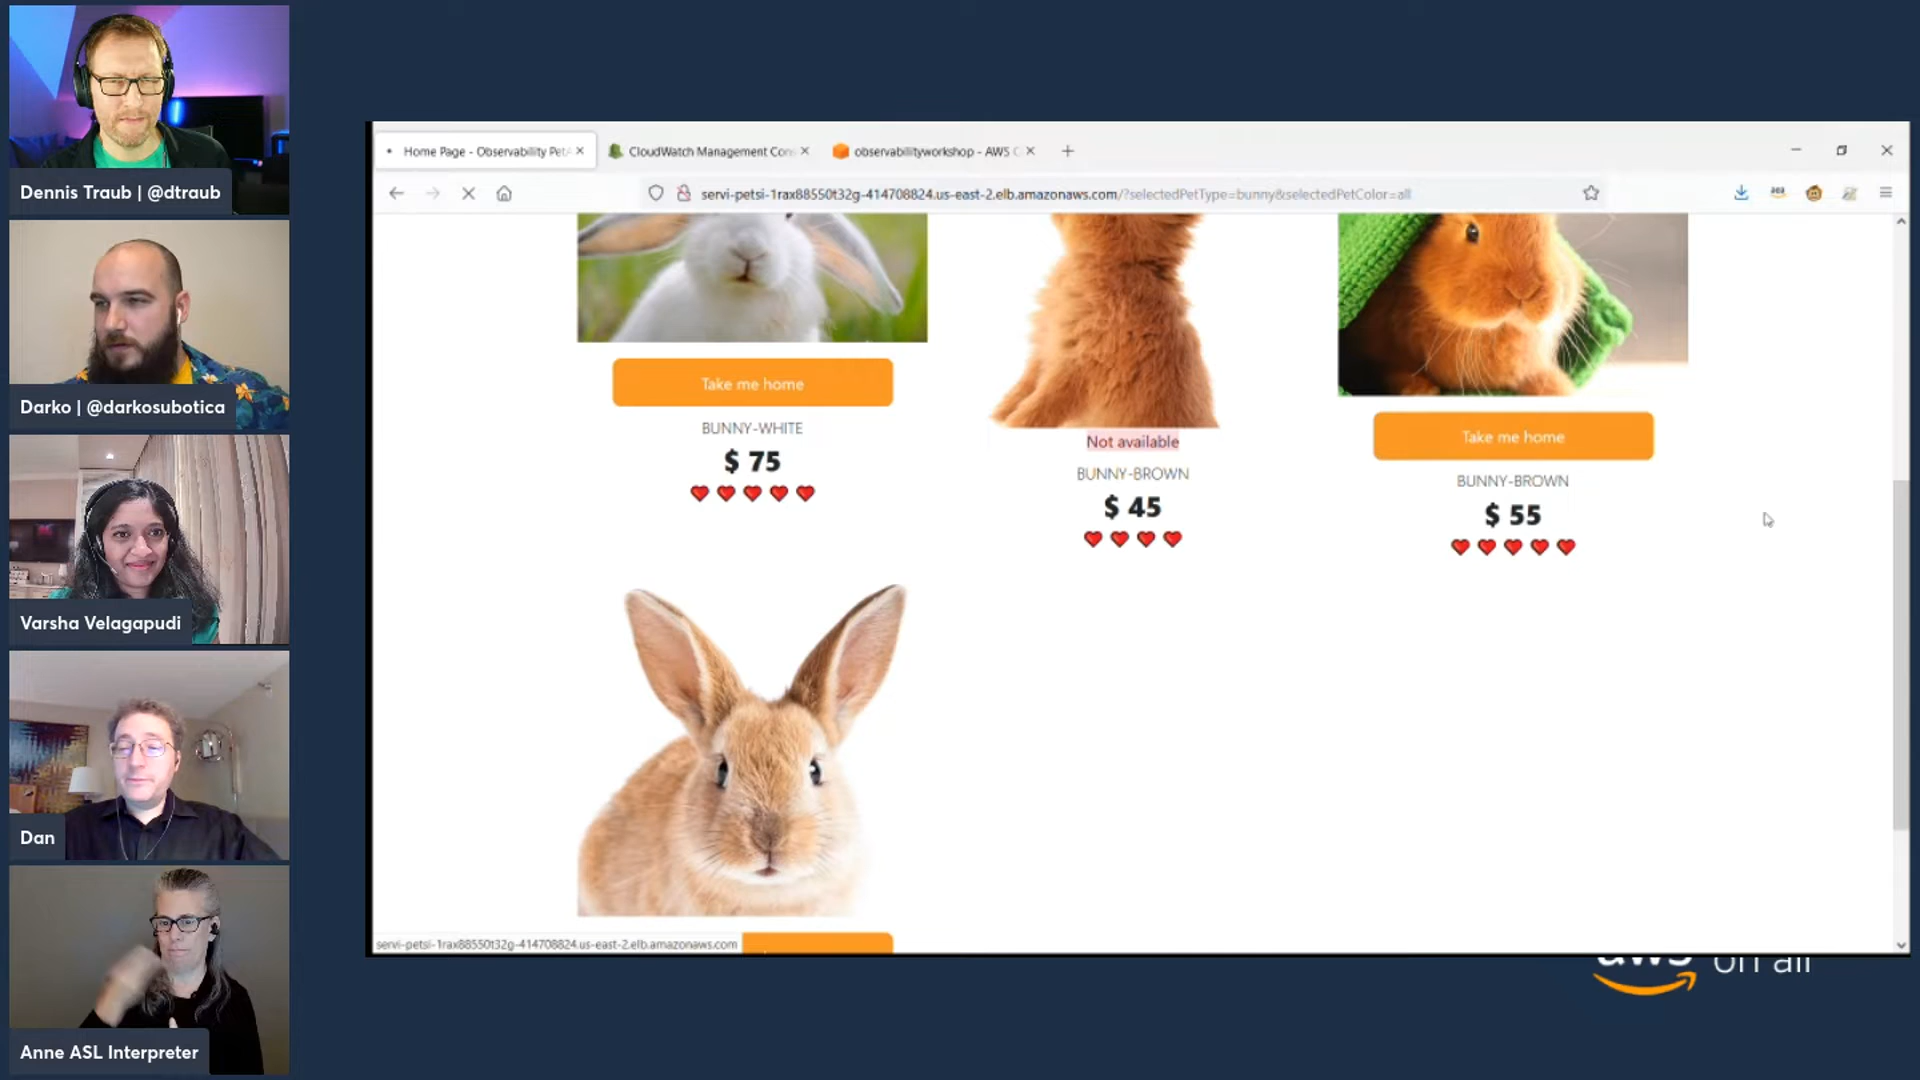 Dennis Traub | @dtraub
Darko | @darkosubotica
Varsha Velagapudi
Dan
Anne ASL Interpreter
Home Page - Observability Pet
CloudWatch Management Con
observabilityworkshop - AWS C
servi-petsi-1rax88550t32g-414708824.us-east-2.elb.amazonaws.com/?selectedPetType=bunny&selectedPetColor=all
Take me home
BUNNY-WHITE
$ 75
Not available
BUNNY-BROWN
$ 45
Take me home
BUNNY-BROWN
$ 55
servi-petsi-1rax88550t32g-414708824.us-east-2.elb.amazonaws.com
aws on air